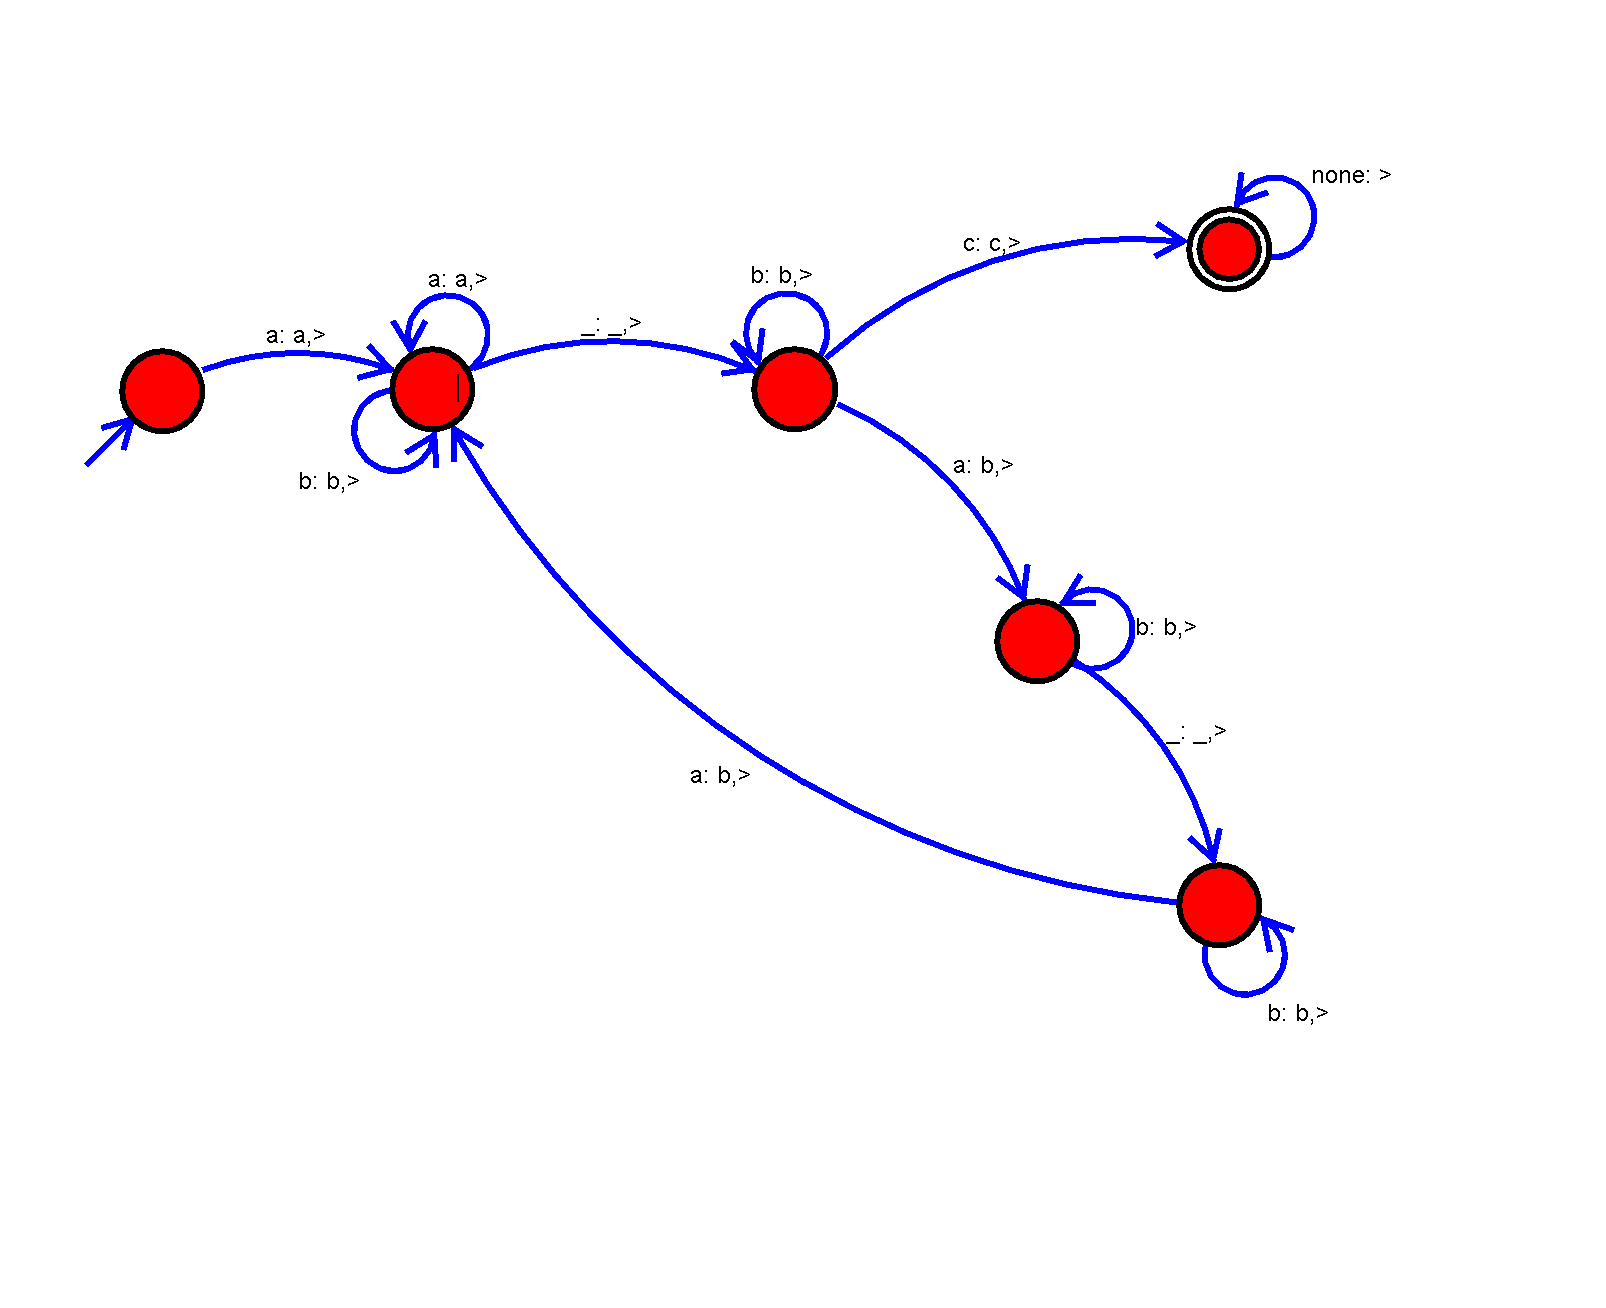 none: >
c: c,>
a: a,>
b: b,>
_: _,>
a: a,>
a: b,>
b: b,>
b: b,>
_: _,>
a: b,>
b: b,>